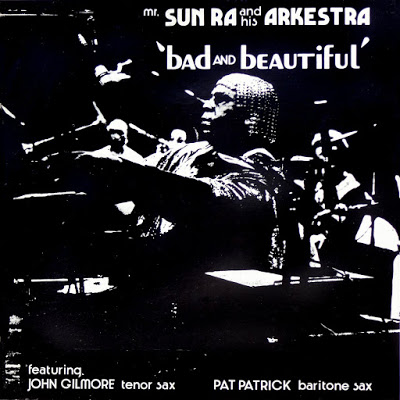 mr. SUN RA and his ARKESTRA
'bad AND beautiful'
featuring.
JOHN GILMORE tenor sax PAT PATRICK baritone sax